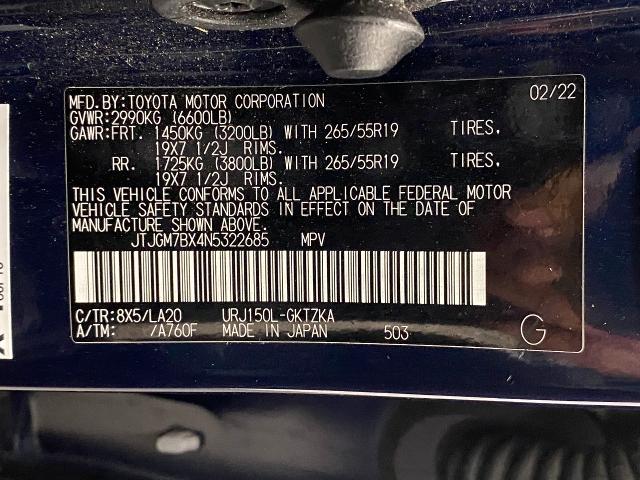 MFD.BY:TOYOTA MOTOR CORPORATION 02/22
GVWR:2990KG (6600LB)
GAWR:FRT. 1450KG (3200LB) WITH 265/55R19 TIRES,
19X7 1/2J RIMS.
RR. 1725KG (3800LB) WITH 265/55R19 TIRES,
19X7 1/2J RIMS.
THIS VEHICLE CONFORMS TO ALL APPLICABLE FEDERAL MOTOR
VEHICLE SAFETY STANDARDS IN EFFECT ON THE DATE OF
MANUFACTURE SHOWN ABOVE.
JTJGM7BX4N5322685 MPV
C/TR:8X5/LA20 URJ150L-GKTZKA
A/TM: /A760F MADE IN JAPAN 503 G